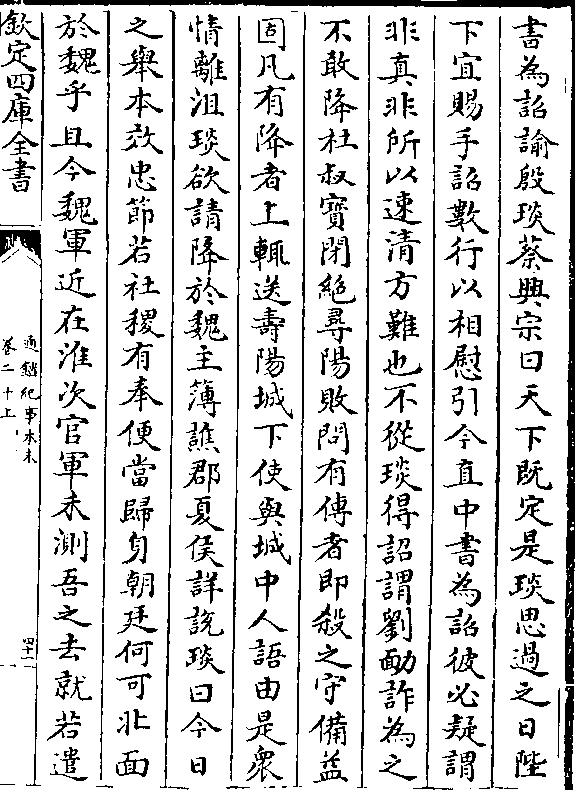 書為詔諭殷琰蔡興宗曰天下既定是琰思過之日陛
下宜賜手詔數行以相慰引今直中書為詔彼必疑謂
非真非所以速清方難也不從琰得詔謂劉勔詐為之
不敢降杜叔寶閉絶尋陽敗問有傳者即殺之守備益
固凡有降者上輒送壽陽城下使與城中人語由是衆
情離沮琰欲請降於魏主簿譙郡夏侯詳説琰曰今日
之舉本效忠節若社稷有奉便當歸身朝廷何可北面
於魏乎且今魏軍近在淮次官軍未測吾之去就若遣
欽定四庫全書
通鑑紀事本末
卷二十上
四十一